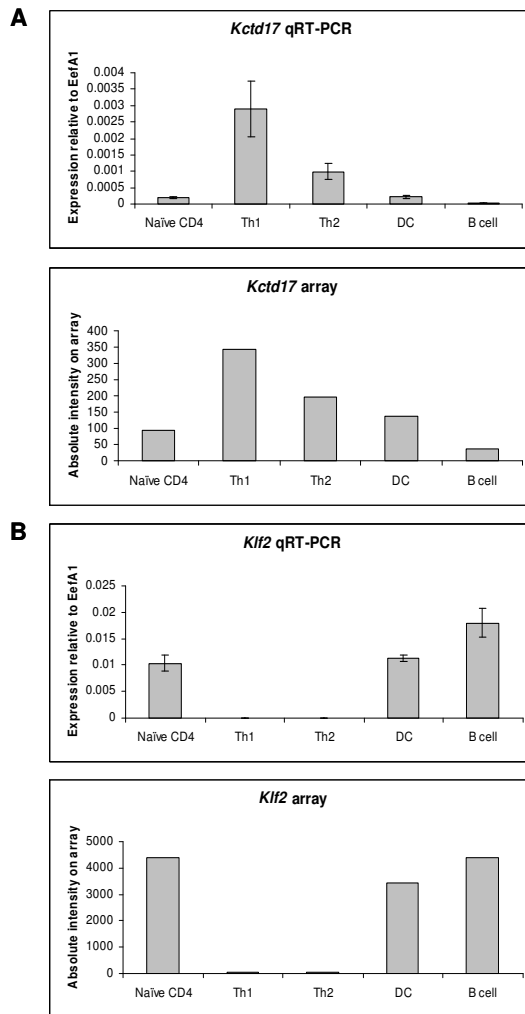 A
Kctd17 qRT-PCR
Expression relative to EefA1
0.004
0.0035
0.003
0.0025
0.002
0.0015
0.001
0.0005
0
Naïve CD4 Th1 Th2 DC B cell
Kctd17 array
Absolute intensity on array
400
350
300
250
200
150
100
50
0
Naïve CD4 Th1 Th2 DC B cell
B
Klf2 qRT-PCR
Expression relative to EefA1
0.025
0.02
0.015
0.01
0.005
0
Naïve CD4 Th1 Th2 DC B cell
Klf2 array
Absolute intensity on array
5000
4000
3000
2000
1000
0
Naïve CD4 Th1 Th2 DC B cell